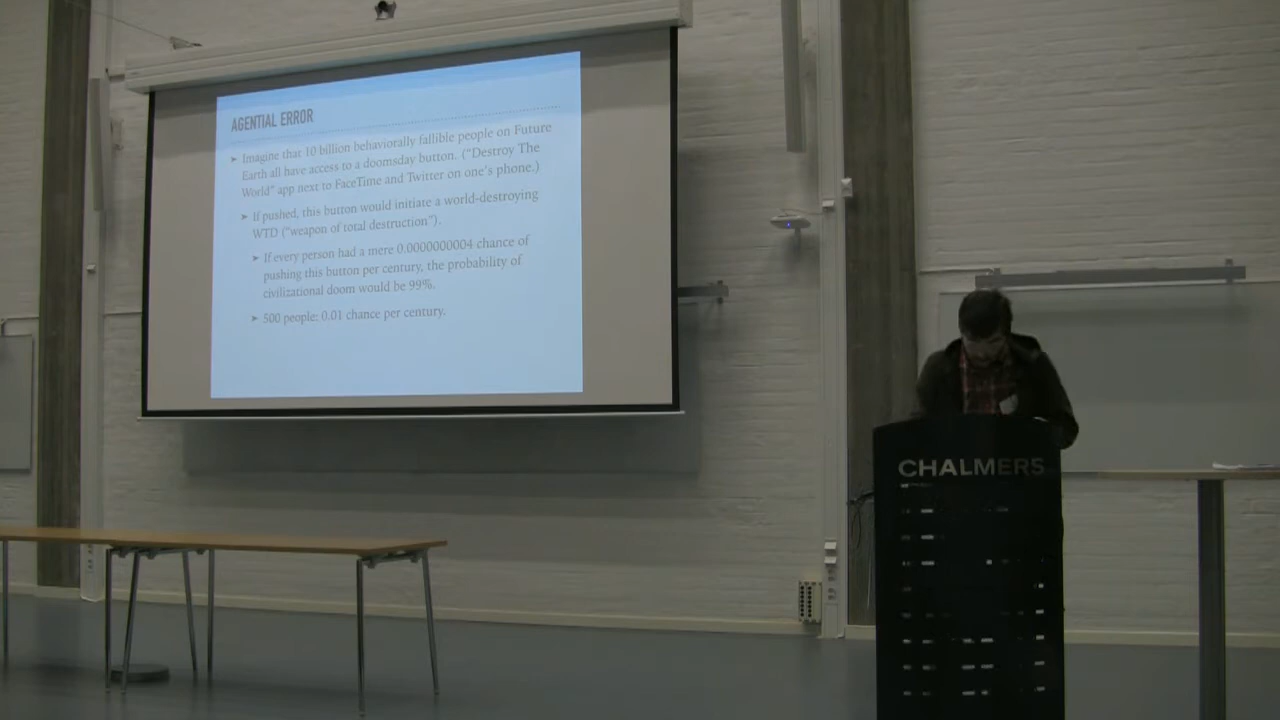 AGENTIAL ERROR
➤ Imagine that 10 billion behaviorally fallible people on Future
Earth all have access to a doomsday button. (“Destroy The
World” app next to FaceTime and Twitter on one’s phone.)
➤ If pushed, this button would initiate a world-destroying
WTD (“weapon of total destruction”).
➤ If every person had a mere 0.0000000004 chance of
pushing this button per century, the probability of
civilizational doom would be 99%.
➤ 500 people: 0.01 chance per century.
CHALMERS